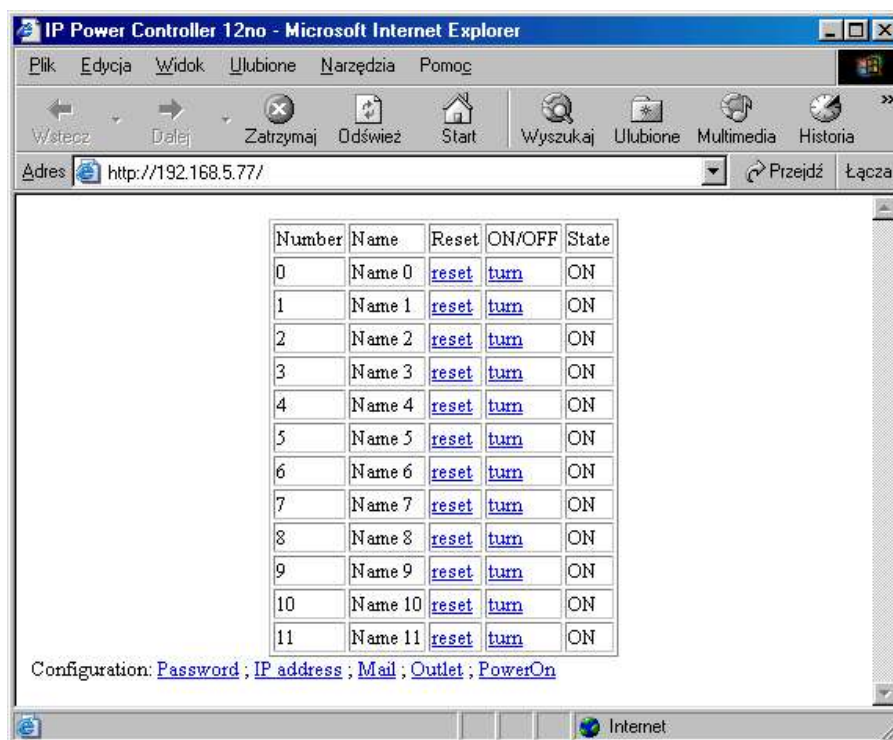 IP Power Controller 12no - Microsoft Internet Explorer
Plik Edycja Widok Ulubione Narzędzia Pomoc
Wstecz Dalej Zatrzymaj Odśwież Start Wyszukaj Ulubione Multimedia Historia »
Adres http://192.168.5.77/ Przejdź Łącza
Number Name Reset ON/OFF State
0 Name 0 reset turn ON
1 Name 1 reset turn ON
2 Name 2 reset turn ON
3 Name 3 reset turn ON
4 Name 4 reset turn ON
5 Name 5 reset turn ON
6 Name 6 reset turn ON
7 Name 7 reset turn ON
8 Name 8 reset turn ON
9 Name 9 reset turn ON
10 Name 10 reset turn ON
11 Name 11 reset turn ON
Configuration: Password ; IP address ; Mail ; Outlet ; PowerOn
Internet